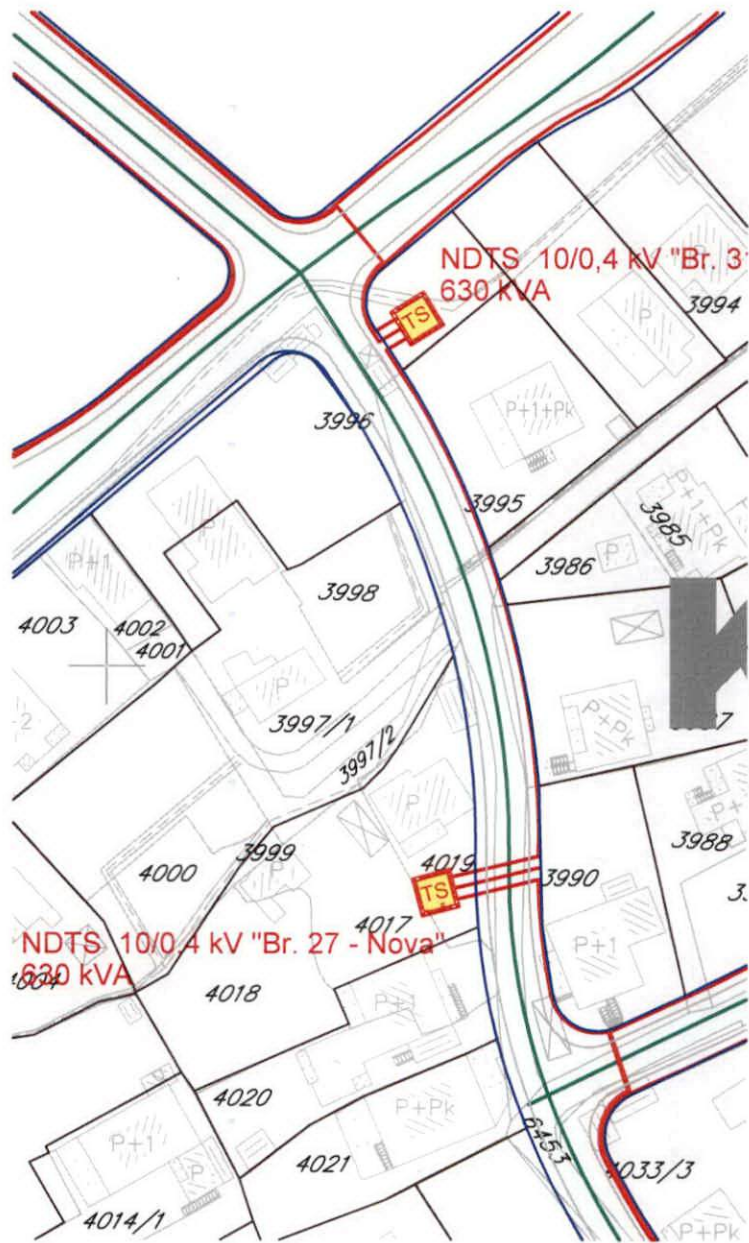 NDTS 10/0,4 kV "Br. 3
630 kVA
TS
3994
P
P+1+Pk
3996
3995
P+1+Pk
3985
P
3986
P
P+1
3998
4003
4002
4001
P
3997/1
P+Pk
7
3997/2
-2
P
P+
3988
3999
4000
P
4019
3990
TS
4017
P+1
NDTS 10/0,4 kV "Br. 27 - Nova"
630 kVA
4004
4018
4020
P+Pk
P+1
4021
6453
P
4033/3
4014/1
P+Pk